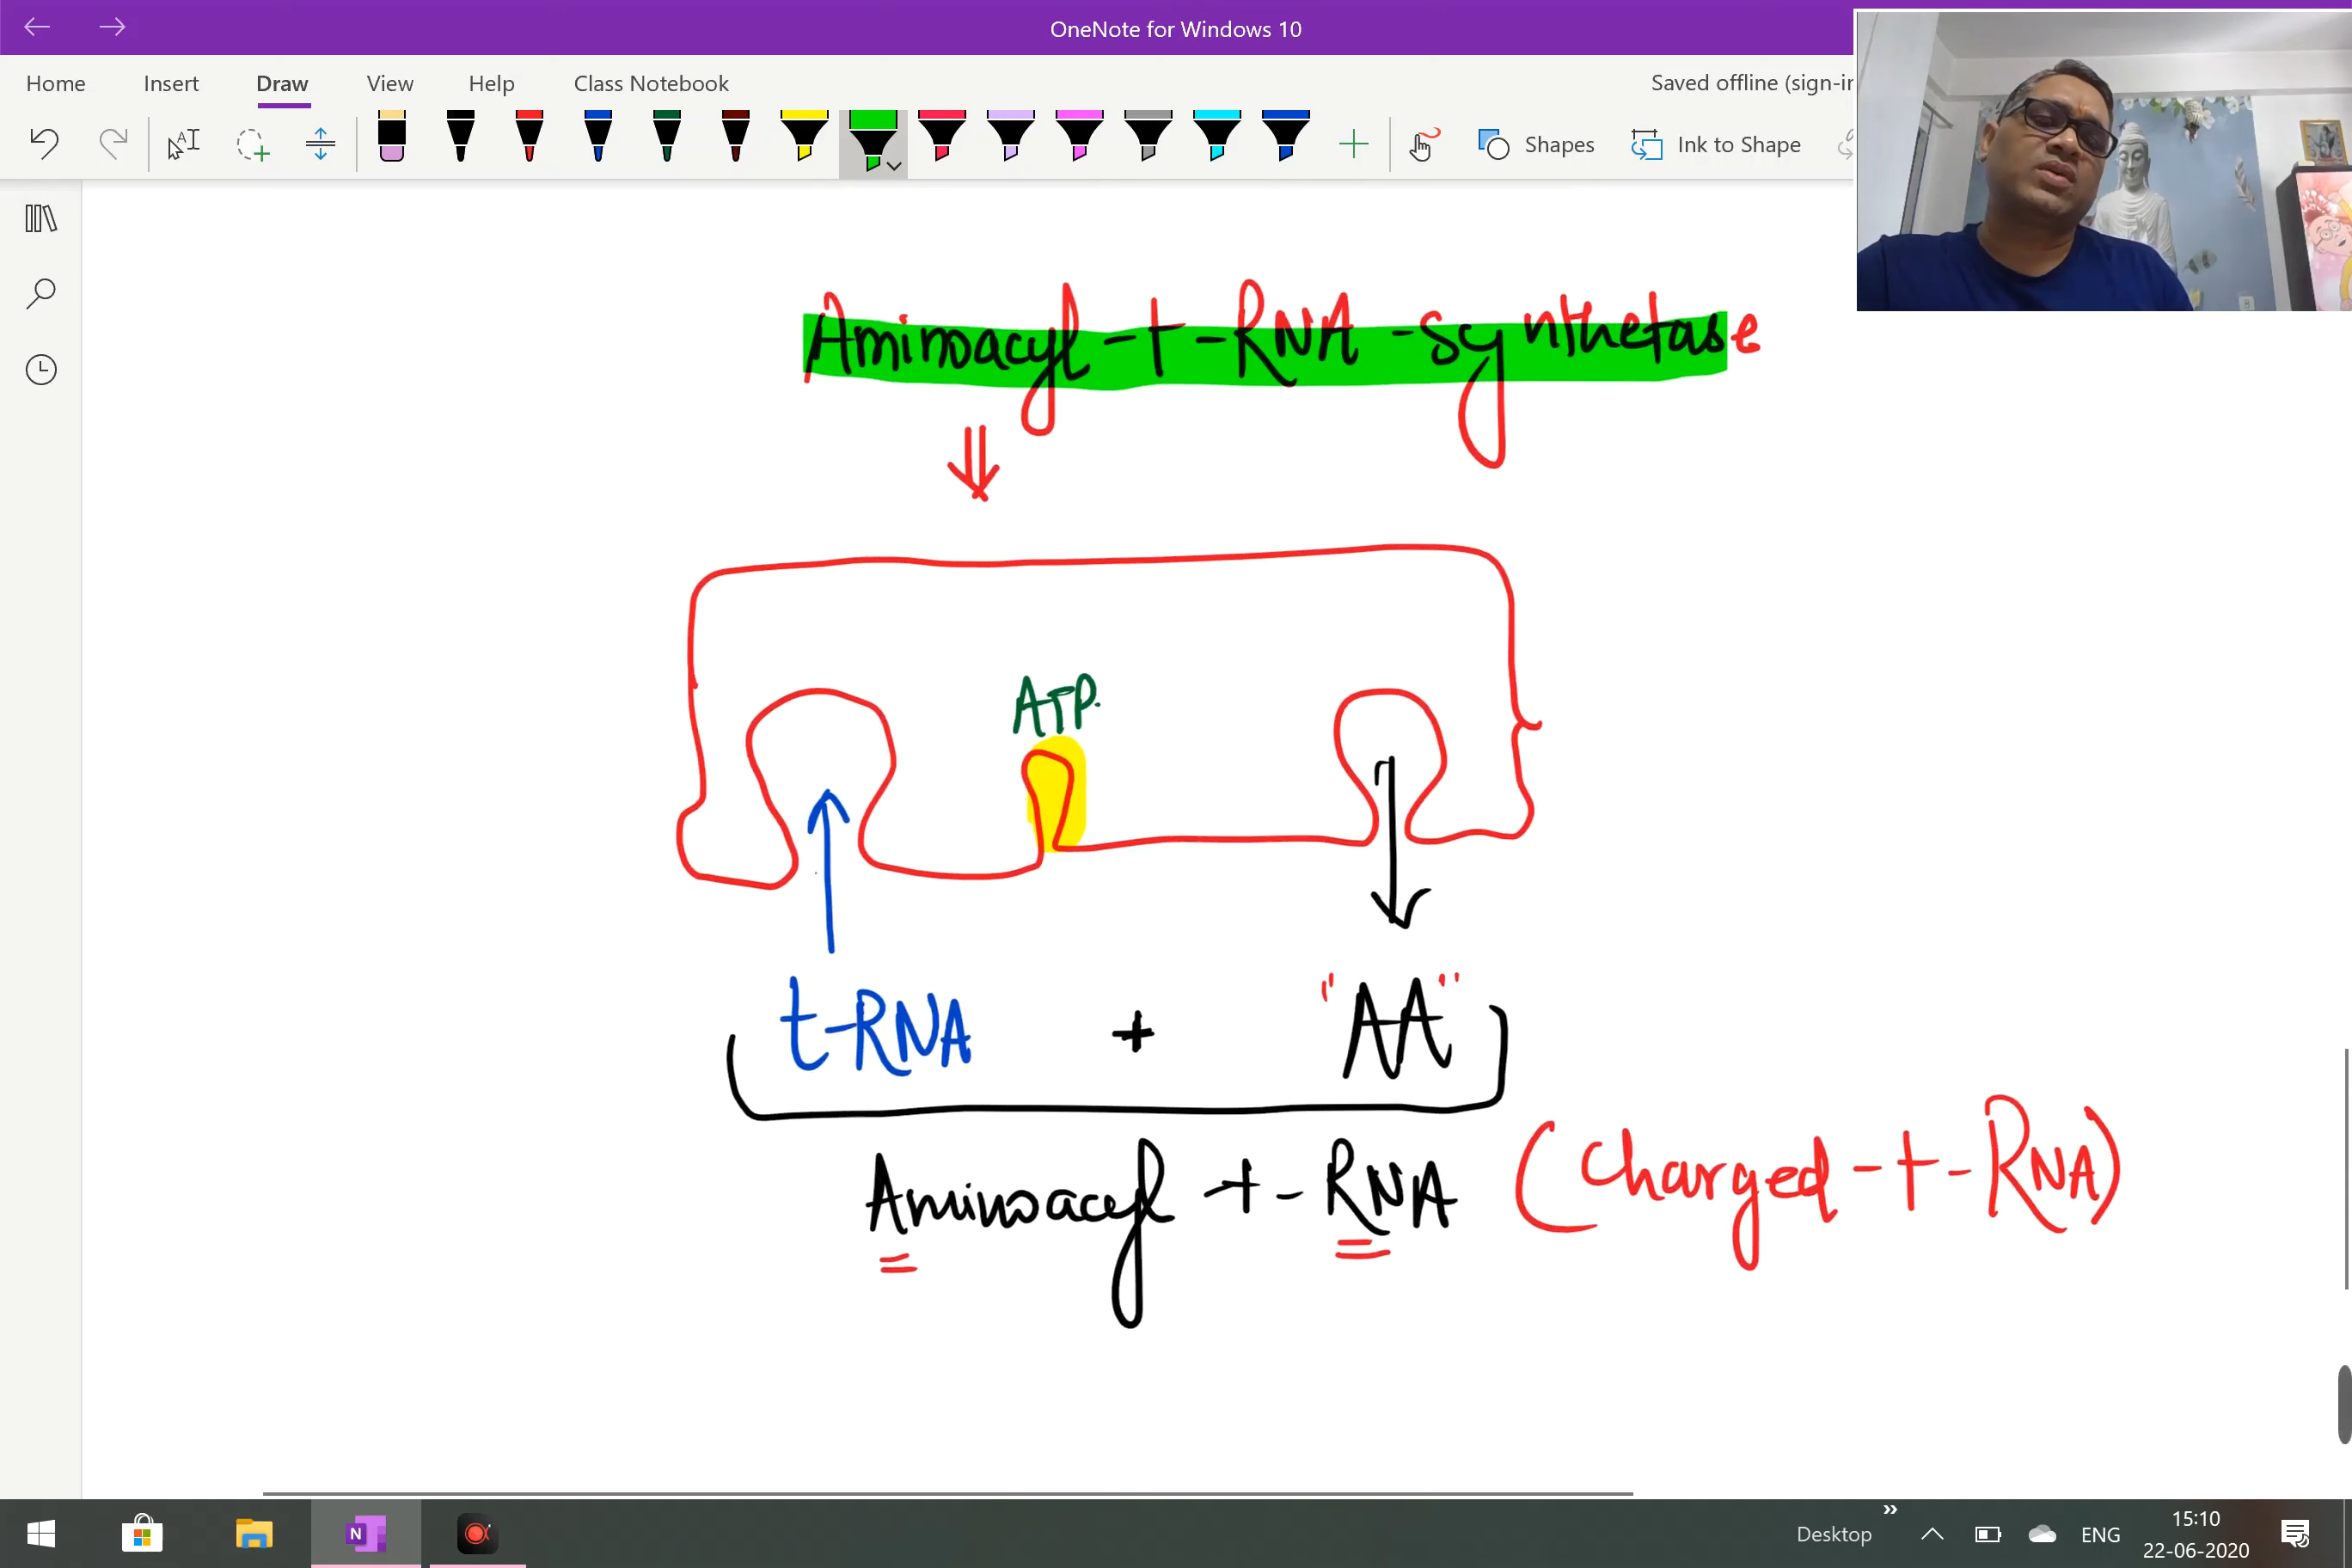 OneNote for Windows 10
Home Insert Draw View Help Class Notebook Saved offline (sign-in
Shapes Ink to Shape
Aminoacyl-t-RNA-synthetase
ATP.
t-RNA + "AA"
Aminoacyl t-RNA (Charged-t-RNA)
Desktop ENG 15:10
22-06-2020